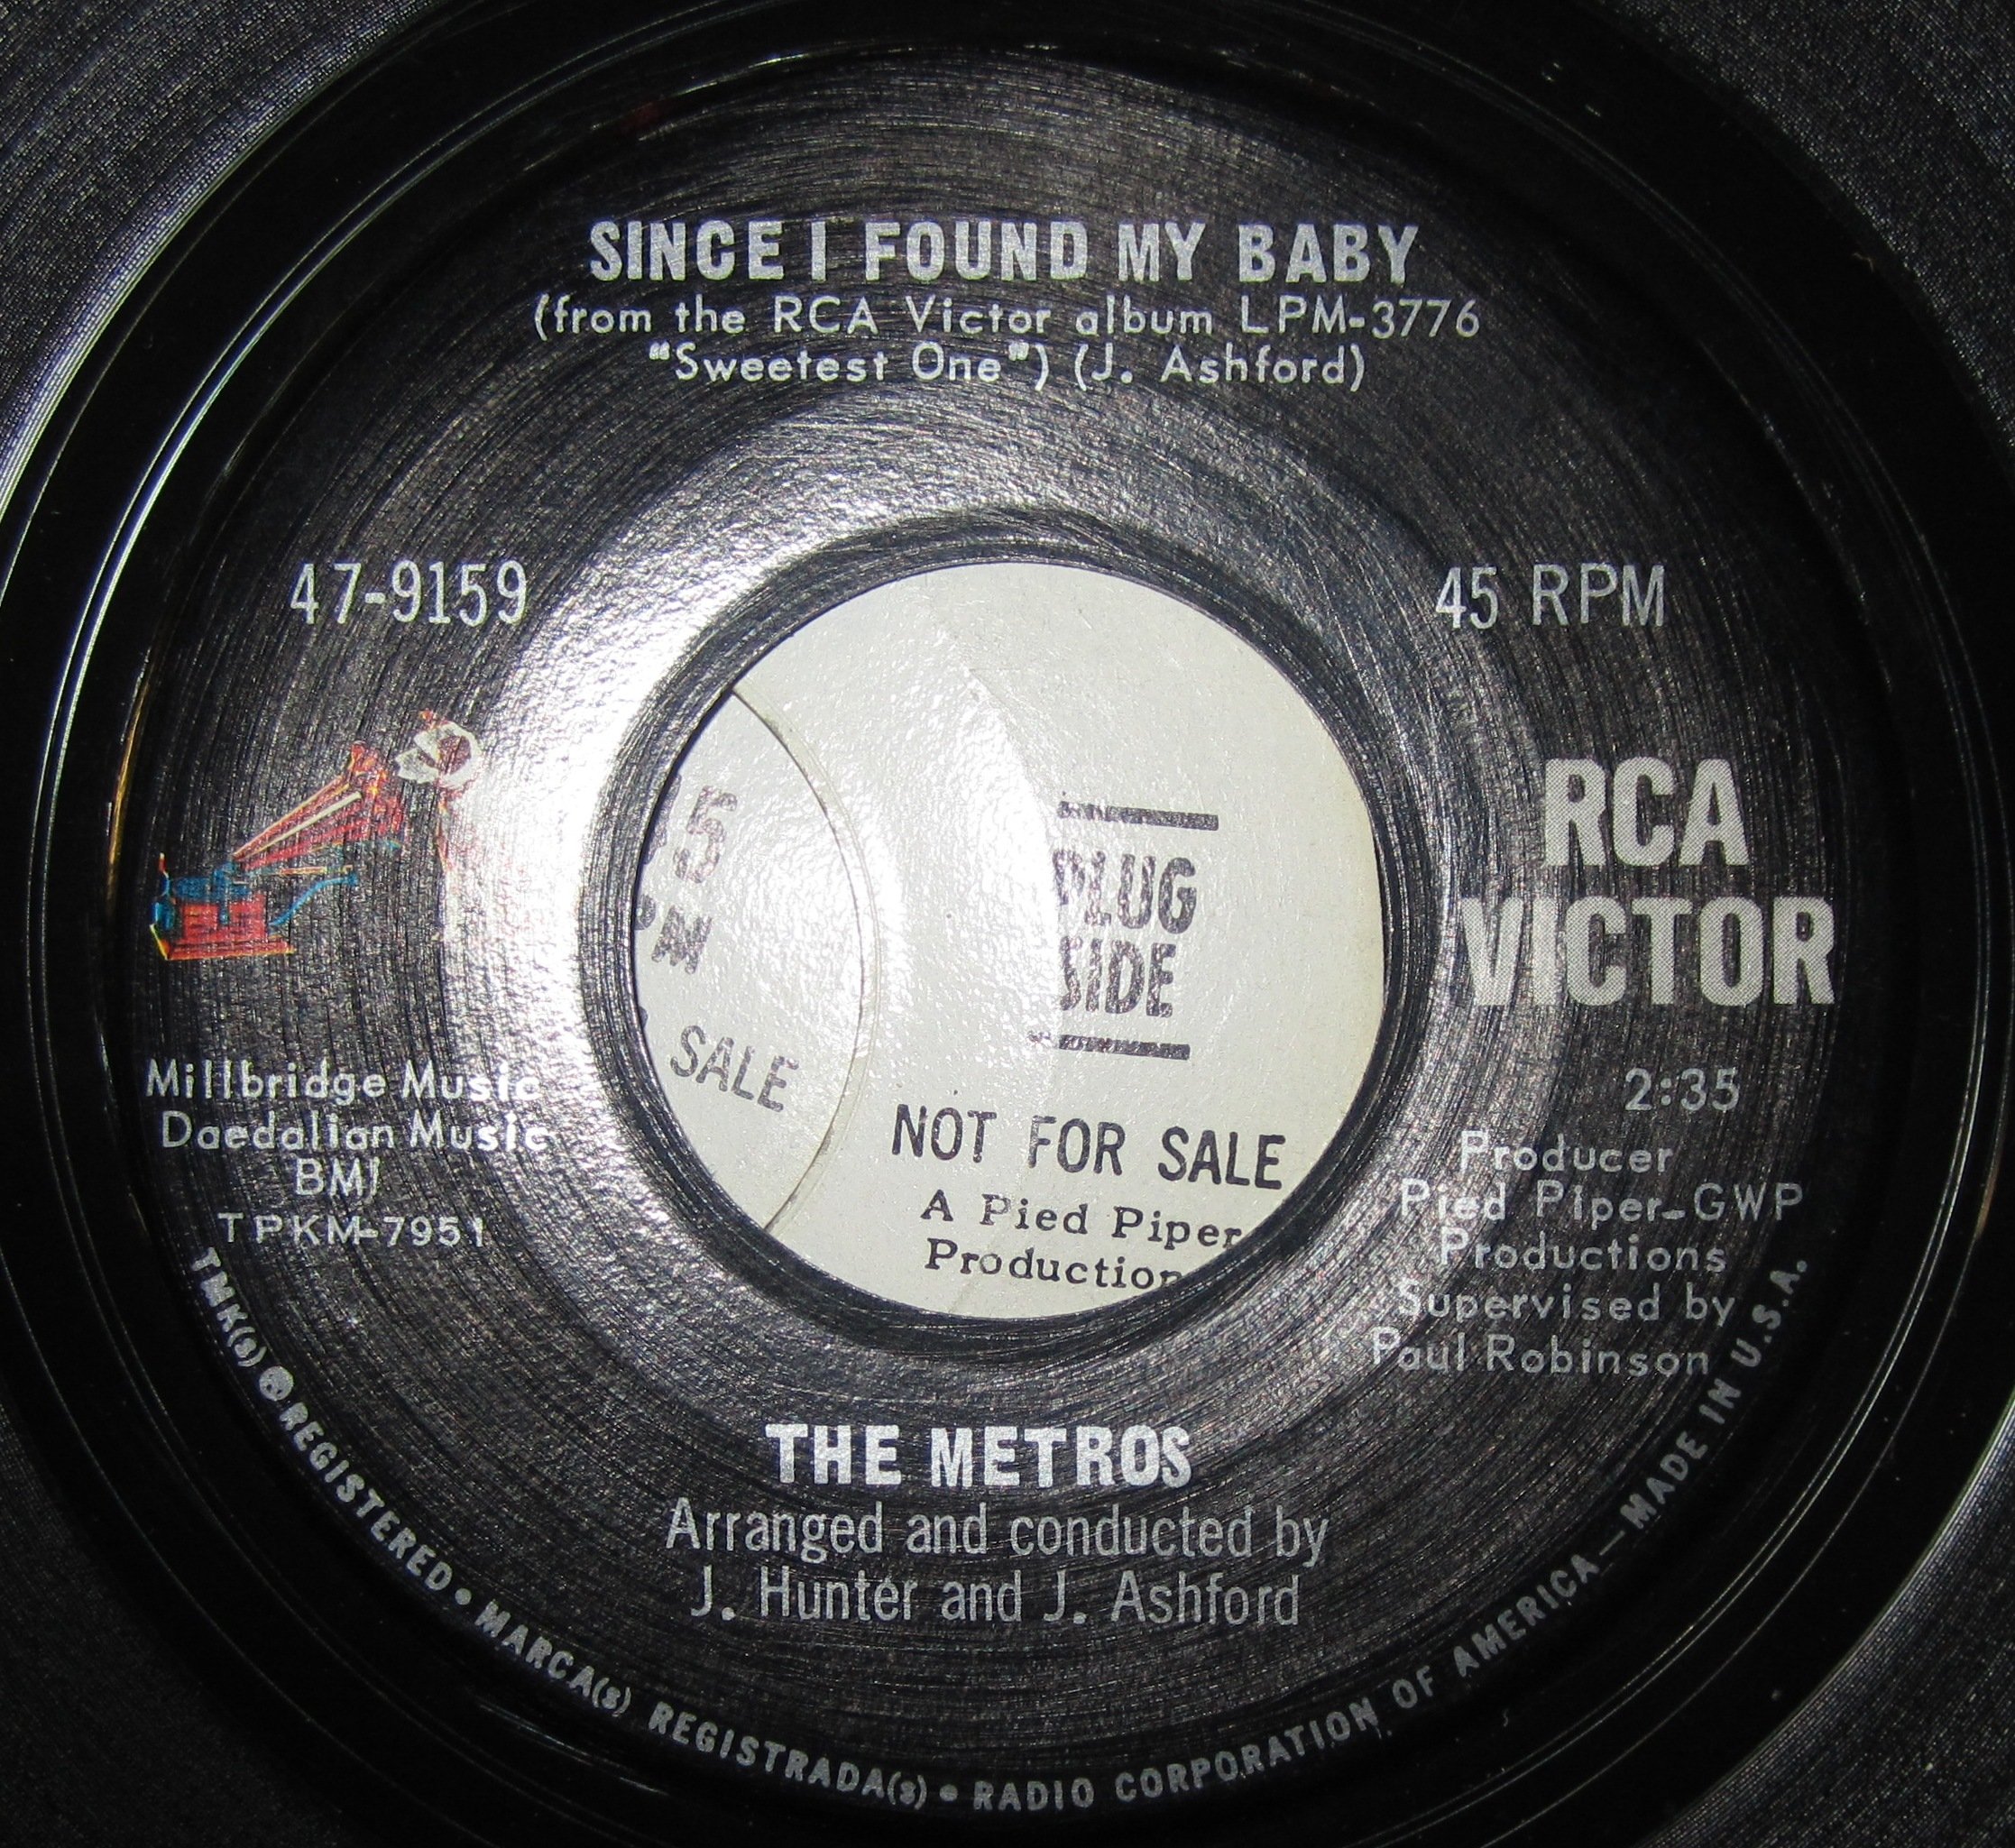 SINCE I FOUND MY BABY
(from the RCA Victor album LPM-3776
"Sweetest One") (J. Ashford)
47-9159
45 RPM
RCA
VICTOR
Millbridge Music
Daedalian Music
BMI
TPKM-7951
2:35
Producer
Pied Piper-GWP
Productions
Supervised by
Paul Robinson
5
SALE
PLUG
SIDE
NOT FOR SALE
A Pied Piper
Production
THE METROS
Arranged and conducted by
J. Hunter and J. Ashford
TMK(s) ® REGISTERED • MARCA(s) REGISTRADA(s) • RADIO CORPORATION OF AMERICA — MADE IN U.S.A.